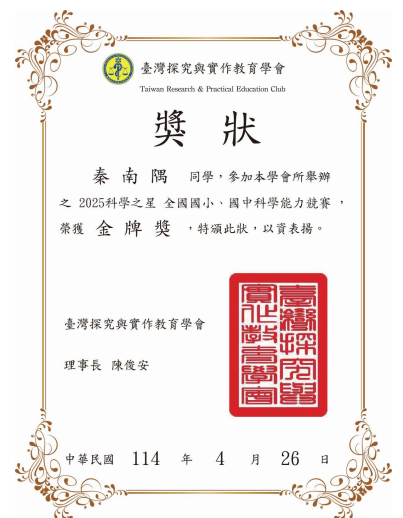 臺灣探究與實作教育學會
Taiwan Research & Practical Education Club
獎 狀
秦 南 隅 同學，參加本學會所舉辦
之 2025科學之星 全國國小、國中科學能力競賽，
榮獲 金 牌 獎 ，特頒此狀，以資表揚。
臺灣探究與實作教育學會
理事長 陳俊安
臺灣探究與
實作教育學會
中華民國 114 年 4 月 26 日